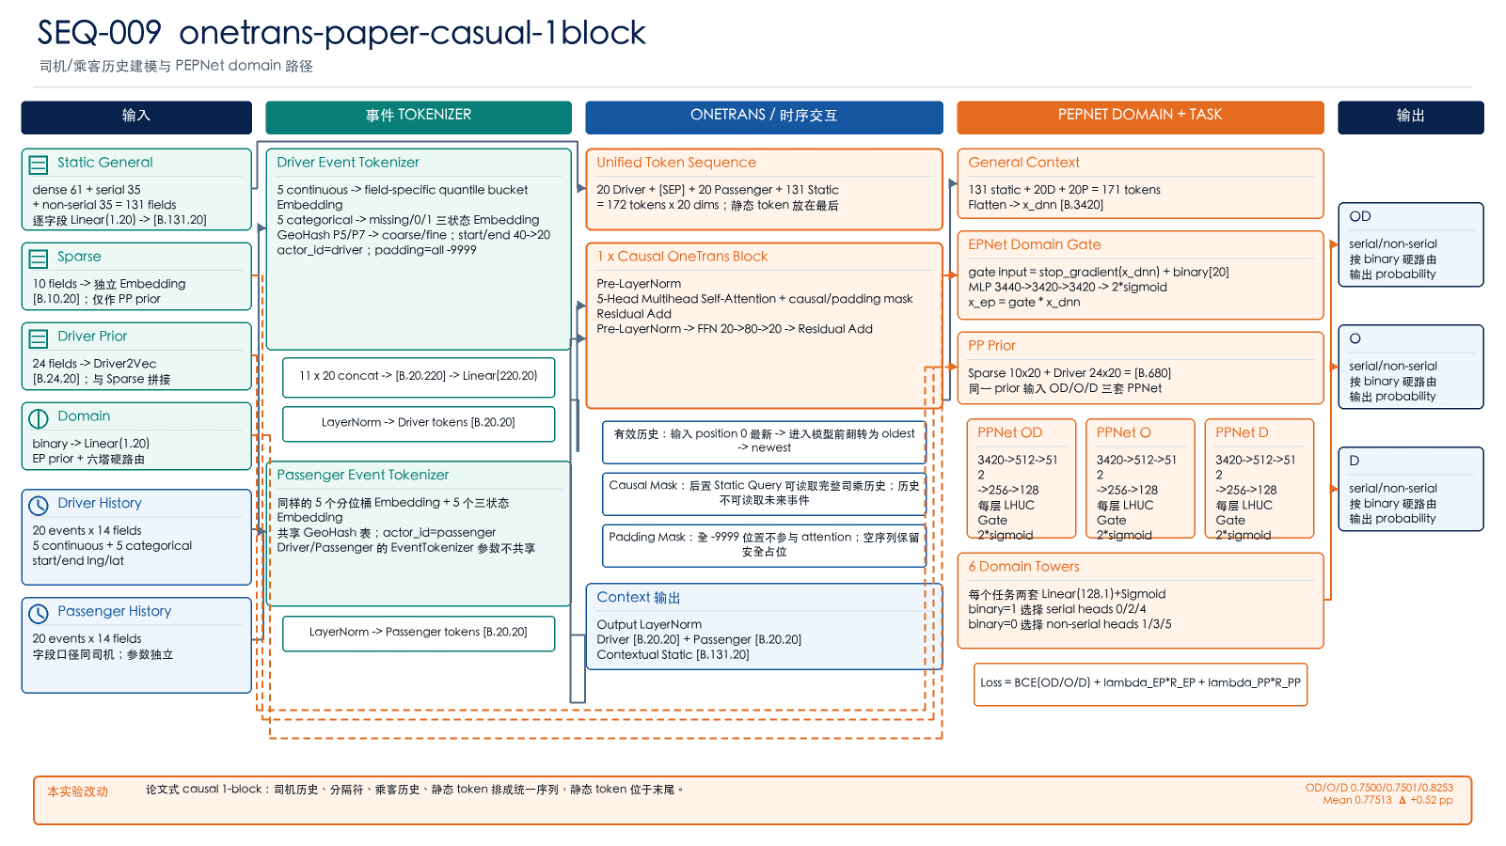 SEQ-009 onetrans-paper-casual-1block
司机/乘客历史建模与 PEPNet domain 路径
输入
事件 TOKENIZER
ONETRANS / 时序交互
PEPNET DOMAIN + TASK
输出
Static General
dense 61 + serial 35
+ non-serial 35 = 131 fields
逐字段 Linear(1,20) -> [B,131,20]
Sparse
10 fields -> 独立 Embedding
[B,10,20]；仅作 PP prior
Driver Prior
24 fields -> Driver2Vec
[B,24,20]；与 Sparse 拼接
Domain
binary -> Linear(1,20)
EP prior + 六塔硬路由
Driver History
20 events x 14 fields
5 continuous + 5 categorical
start/end lng/lat
Passenger History
20 events x 14 fields
字段口径同司机；参数独立
Driver Event Tokenizer
5 continuous -> field-specific quantile bucket
Embedding
5 categorical -> missing/0/1 三状态 Embedding
GeoHash P5/P7 -> coarse/fine；start/end 40->20
actor_id=driver；padding=all -9999
11 x 20 concat -> [B,20,220] -> Linear(220,20)
LayerNorm -> Driver tokens [B,20,20]
Passenger Event Tokenizer
同样的 5 个分位桶 Embedding + 5 个三状态
Embedding
共享 GeoHash 表；actor_id=passenger
Driver/Passenger 的 EventTokenizer 参数不共享
LayerNorm -> Passenger tokens [B,20,20]
Unified Token Sequence
20 Driver + [SEP] + 20 Passenger + 131 Static
= 172 tokens x 20 dims；静态 token 放在最后
1 x Causal OneTrans Block
Pre-LayerNorm
5-Head Multihead Self-Attention + causal/padding mask
Residual Add
Pre-LayerNorm -> FFN 20->80->20 -> Residual Add
有效历史：输入 position 0 最新 -> 进入模型前翻转为 oldest
-> newest
Causal Mask：后置 Static Query 可读取完整司乘历史；历史
不可读取未来事件
Padding Mask：全 -9999 位置不参与 attention；空序列保留
安全占位
Context 输出
Output LayerNorm
Driver [B,20,20] + Passenger [B,20,20]
Contextual Static [B,131,20]
General Context
131 static + 20D + 20P = 171 tokens
Flatten -> x_dnn [B,3420]
EPNet Domain Gate
gate input = stop_gradient(x_dnn) + binary[20]
MLP 3440->3420->3420 -> 2*sigmoid
x_ep = gate * x_dnn
PP Prior
Sparse 10x20 + Driver 24x20 = [B,680]
同一 prior 输入 OD/O/D 三套 PPNet
PPNet OD
3420->512->51
2
->256->128
每层 LHUC
Gate
2*sigmoid
PPNet O
3420->512->51
2
->256->128
每层 LHUC
Gate
2*sigmoid
PPNet D
3420->512->51
2
->256->128
每层 LHUC
Gate
2*sigmoid
6 Domain Towers
每个任务两套 Linear(128,1)+Sigmoid
binary=1 选择 serial heads 0/2/4
binary=0 选择 non-serial heads 1/3/5
Loss = BCE(OD/O/D) + lambda_EP*R_EP + lambda_PP*R_PP
OD
serial/non-serial
按 binary 硬路由
输出 probability
O
serial/non-serial
按 binary 硬路由
输出 probability
D
serial/non-serial
按 binary 硬路由
输出 probability
本实验改动
论文式 causal 1-block：司机历史、分隔符、乘客历史、静态 token 排成统一序列，静态 token 位于末尾。
OD/O/D 0.7500/0.7501/0.8253
Mean 0.77513 Δ +0.52 pp